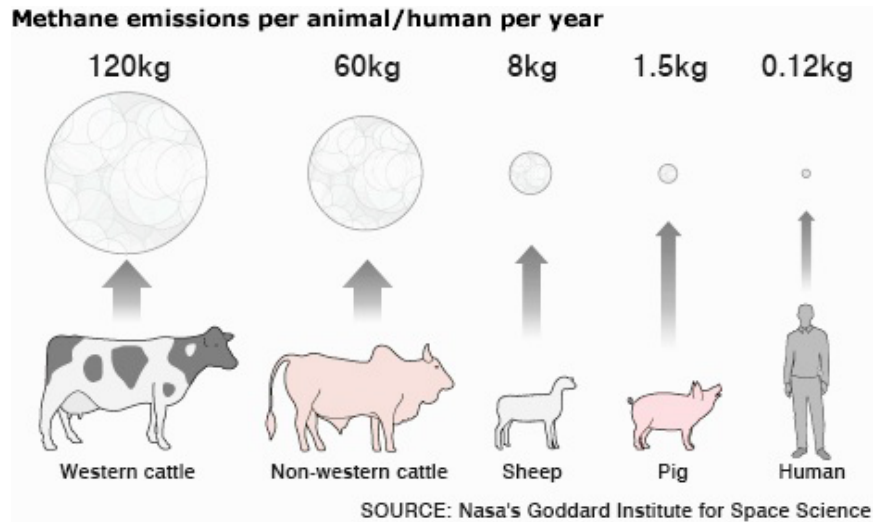 Methane emissions per animal/human per year
120kg 60kg 8kg 1.5kg 0.12kg
Western cattle Non-western cattle Sheep Pig Human
SOURCE: Nasa's Goddard Institute for Space Science